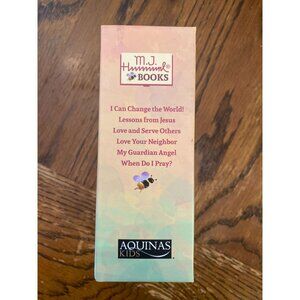 M.J.
Hummel®
BOOKS
I Can Change the World!
Lessons from Jesus
Love and Serve Others
Love Your Neighbor
My Guardian Angel
When Do I Pray?
AQUINAS
KIDS